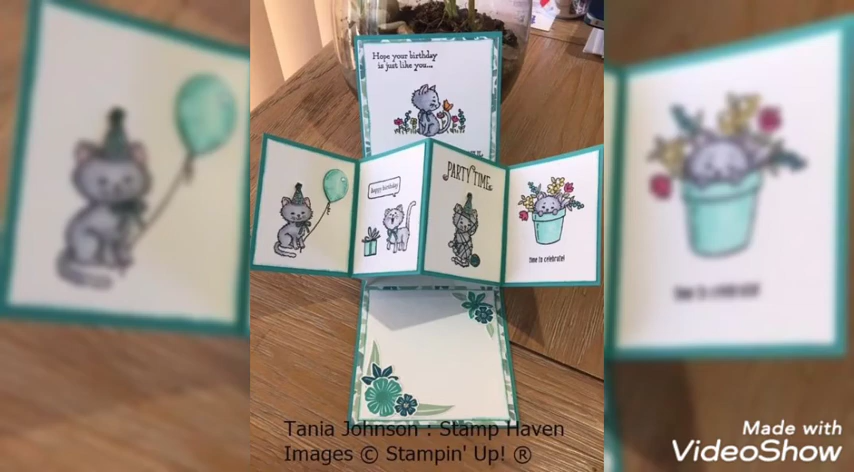 Hope your birthday
is just like you...
happy birthday
PARTY TIME
time to celebrate!
Tania Johnson : Stamp Haven
Images © Stampin' Up! ®
Made with
VideoShow